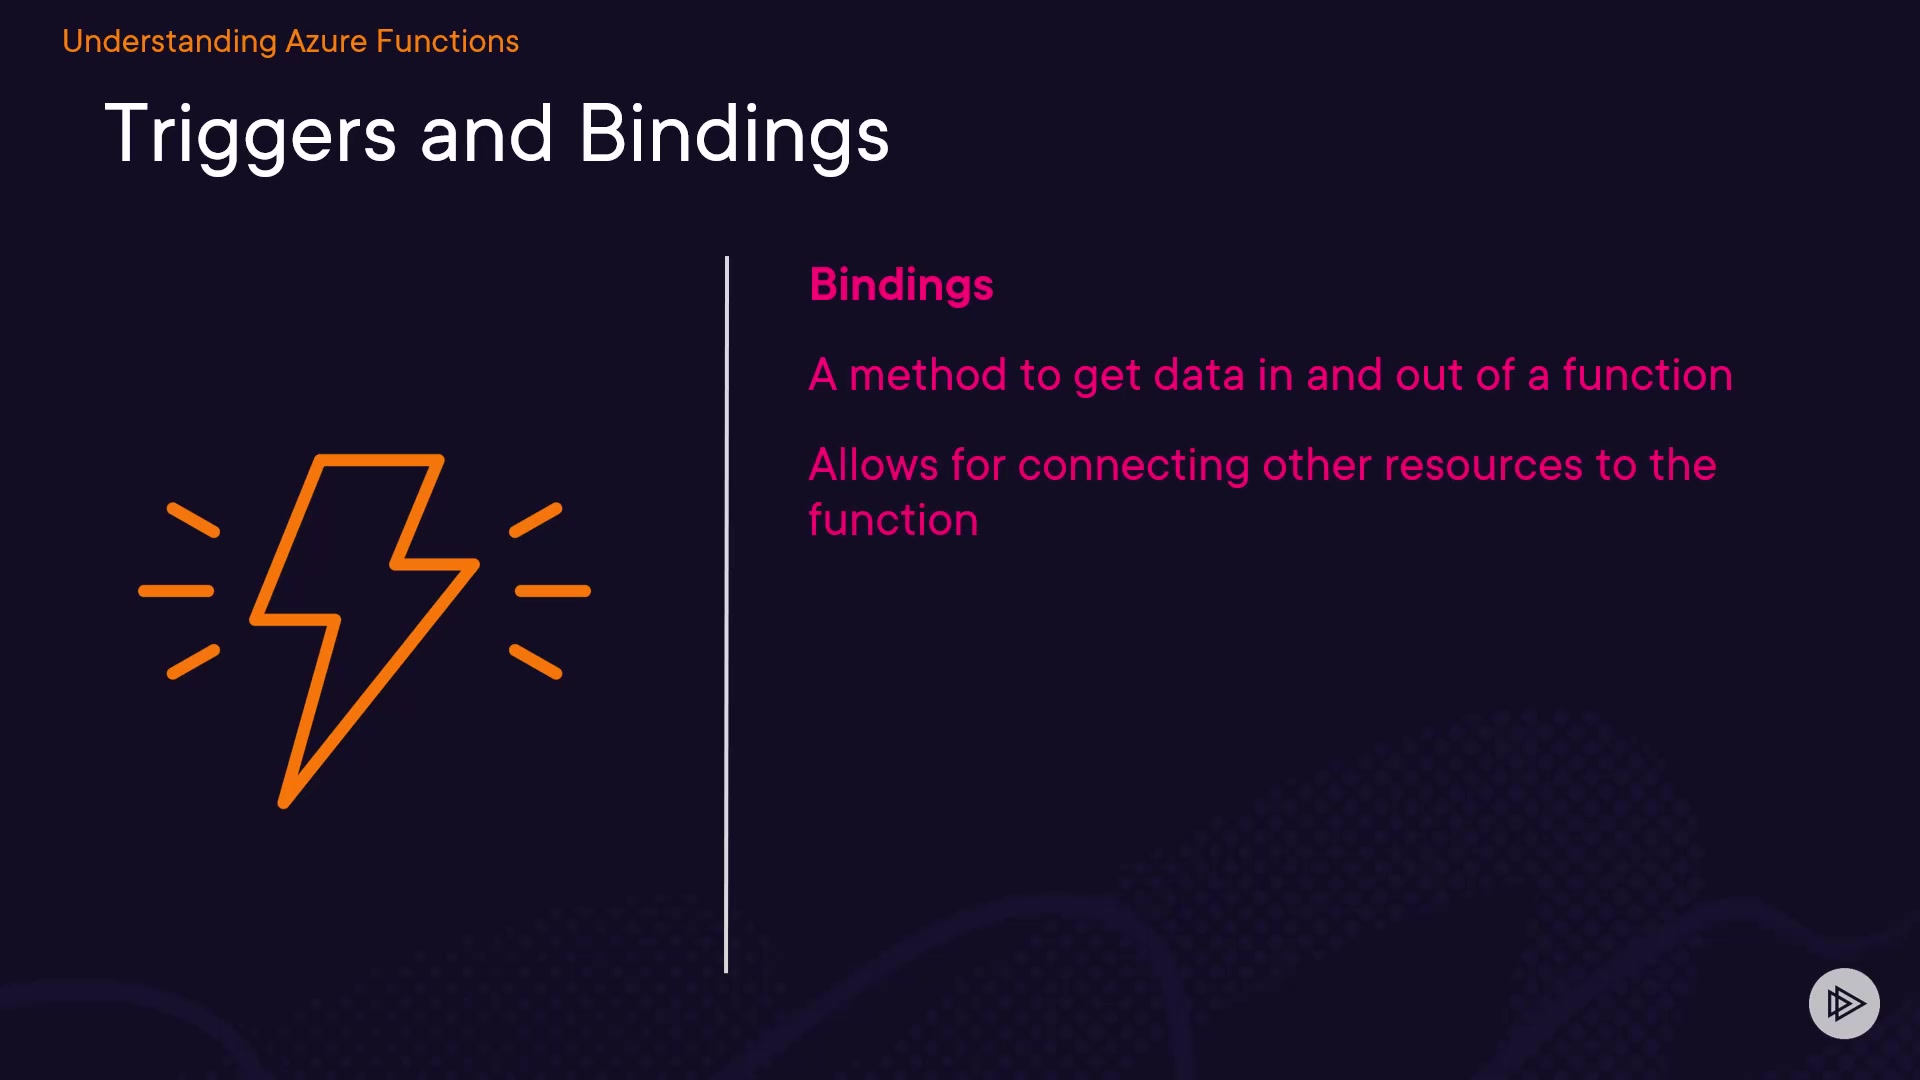 Understanding Azure Functions
Triggers and Bindings
Bindings
A method to get data in and out of a function
Allows for connecting other resources to the
function